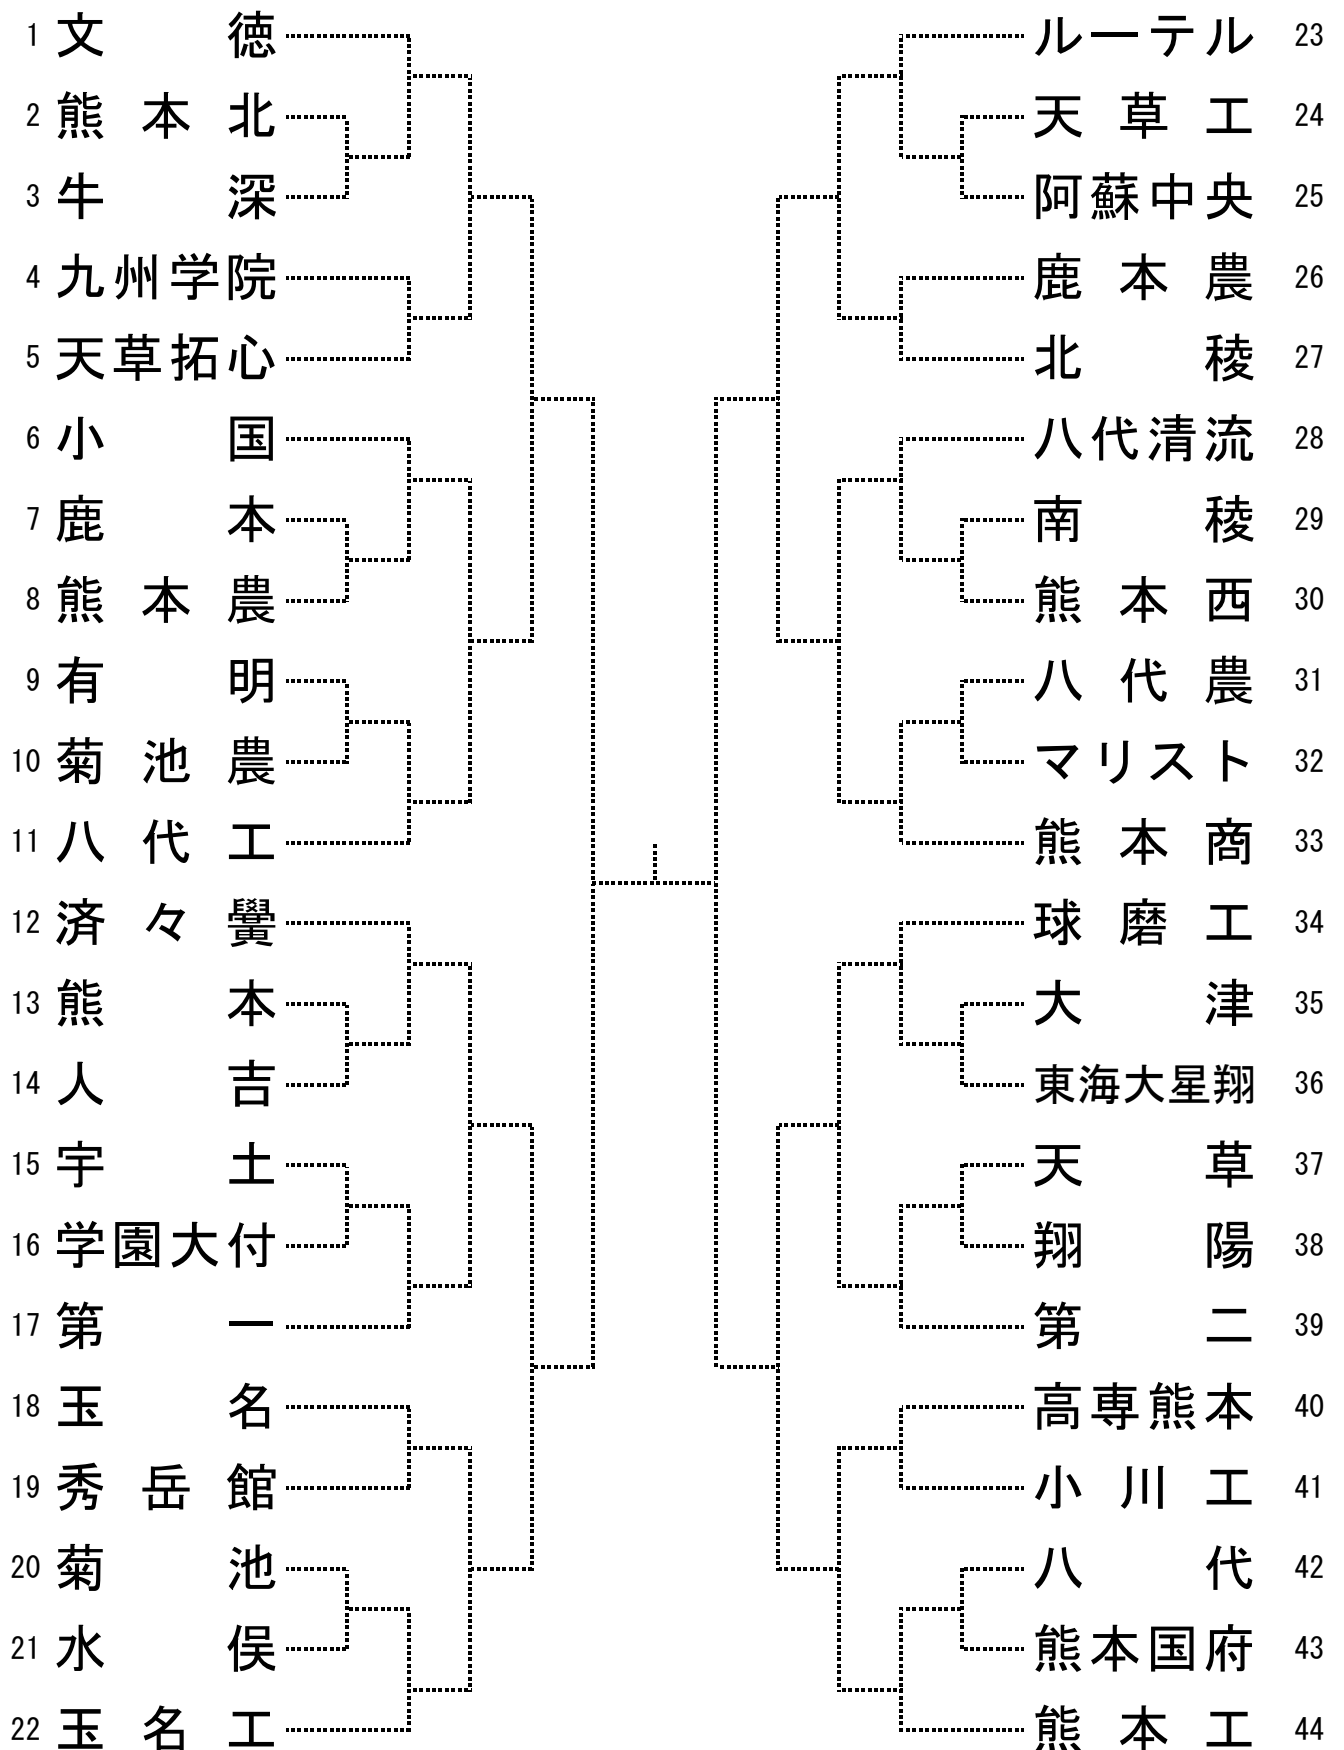 1 文徳
2 熊本北
3 牛深
4 九州学院
5 天草拓心
6 小国
7 鹿本
8 熊本農
9 有明
10 菊池農
11 八代工
12 済々黌
13 熊本
14 人吉
15 宇土
16 学園大付
17 第一
18 玉名
19 秀岳館
20 菊池
21 水俣
22 玉名工
ルーテル 23
天草工 24
阿蘇中央 25
鹿本農 26
北稜 27
八代清流 28
南稜 29
熊本西 30
八代農 31
マリスト 32
熊本商 33
球磨工 34
大津 35
東海大星翔 36
天草 37
翔陽 38
第二 39
高専熊本 40
小川工 41
八代 42
熊本国府 43
熊本工 44